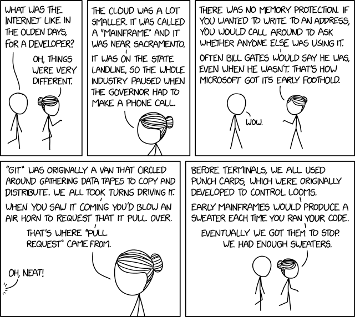 WHAT WAS THE
INTERNET LIKE IN
THE OLDEN DAYS,
FOR A DEVELOPER?
OH, THINGS
WERE VERY
DIFFERENT.
THE CLOUD WAS A LOT
SMALLER. IT WAS CALLED
A "MAINFRAME" AND IT
WAS NEAR SACRAMENTO.
IT WAS ON THE STATE
LANDLINE, SO THE WHOLE
INDUSTRY PAUSED WHEN
THE GOVERNOR HAD TO
MAKE A PHONE CALL.
THERE WAS NO MEMORY PROTECTION. IF
YOU WANTED TO WRITE TO AN ADDRESS,
YOU WOULD CALL AROUND TO ASK
WHETHER ANYONE ELSE WAS USING IT.
OFTEN BILL GATES WOULD SAY HE WAS,
EVEN WHEN HE WASN'T. THAT'S HOW
MICROSOFT GOT ITS EARLY FOOTHOLD.
WOW.
"GIT" WAS ORIGINALLY A VAN THAT CIRCLED
AROUND GATHERING DATA TAPES TO COPY AND
DISTRIBUTE. WE ALL TOOK TURNS DRIVING IT.
WHEN YOU SAW IT COMING YOU'D BLOW AN
AIR HORN TO REQUEST THAT IT PULL OVER.
THAT'S WHERE "PULL
REQUEST" CAME FROM.
OH, NEAT!
BEFORE TERMINALS, WE ALL USED
PUNCH CARDS, WHICH WERE ORIGINALLY
DEVELOPED TO CONTROL LOOMS.
EARLY MAINFRAMES WOULD PRODUCE A
SWEATER EACH TIME YOU RAN YOUR CODE.
EVENTUALLY WE GOT THEM TO STOP.
WE HAD ENOUGH SWEATERS.